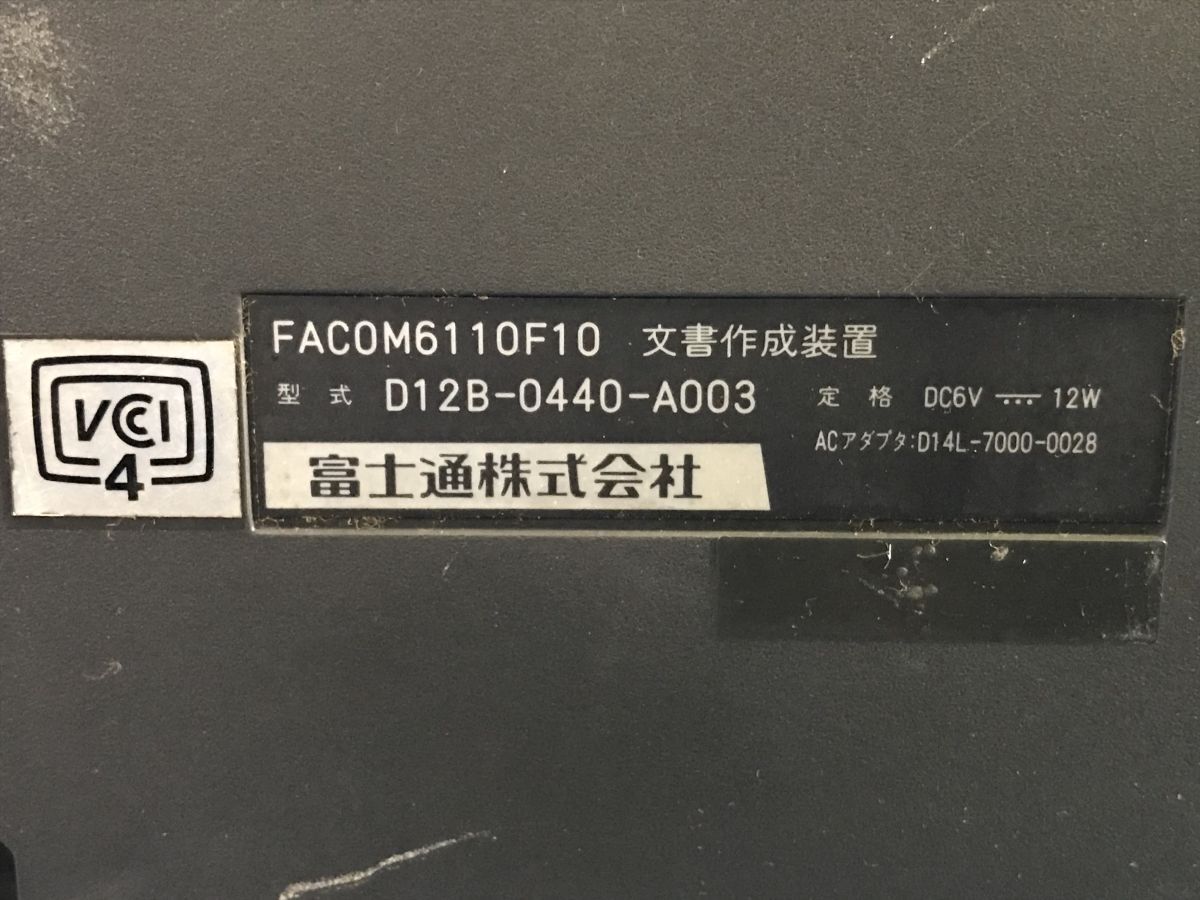 FACOM6110F10 文書作成装置
型式 D12B-0440-A003
定格 DC6V ⎓ 12W
ACアダプタ:D14L-7000-0028
富士通株式会社
VCCI
4